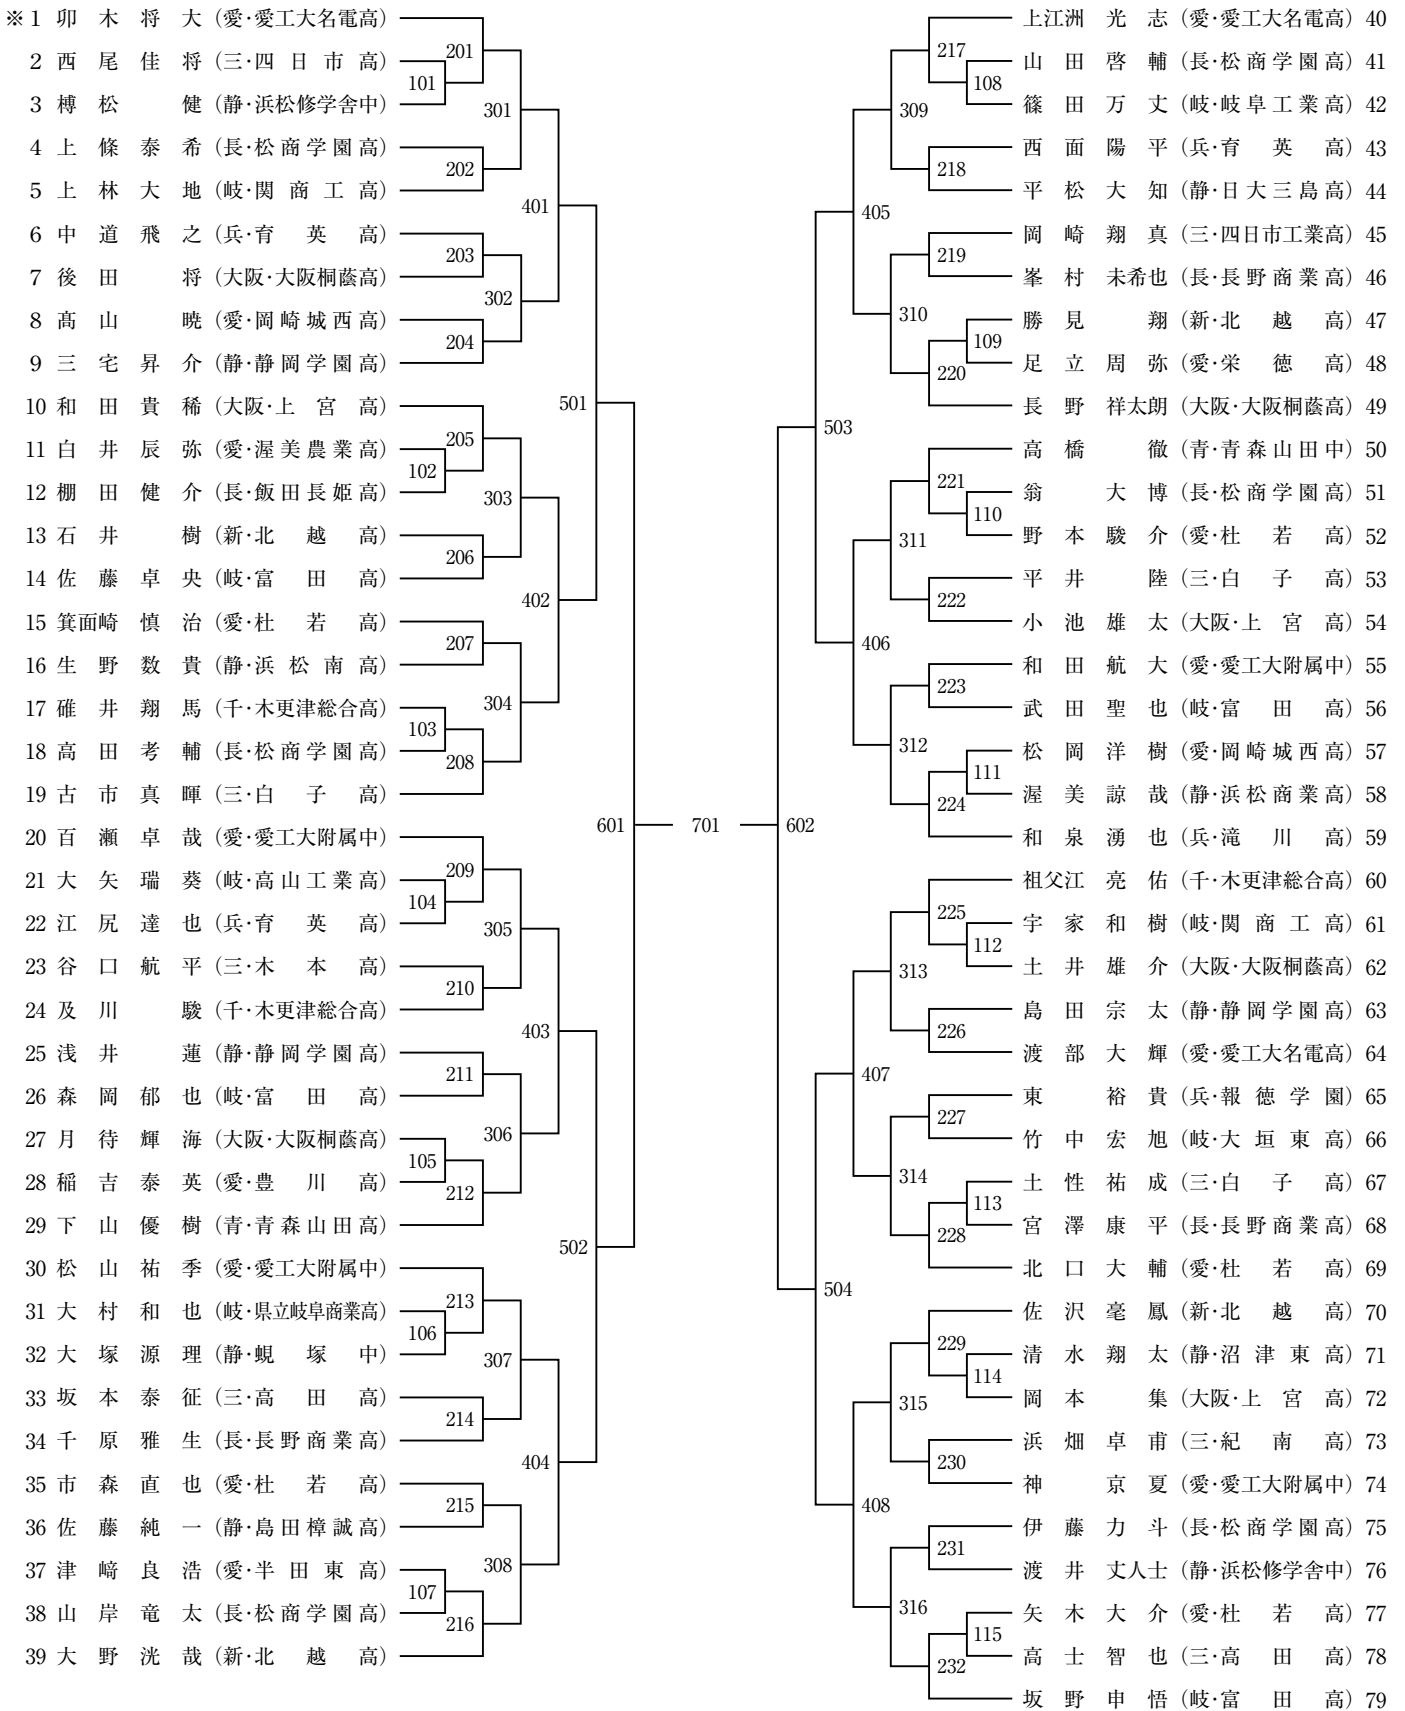 ※1 卯木将大 (愛・愛工大名電高)
2 西尾佳将 (三・四日市高)
101
201
3 榑松健 (静・浜松修学舎中)
301
4 上條泰希 (長・松商学園高)
202
5 上林大地 (岐・関商工高)
401
6 中道飛之 (兵・育英高)
203
7 後田将 (大阪・大阪桐蔭高)
302
8 髙山暁 (愛・岡崎城西高)
204
9 三宅昇介 (静・静岡学園高)
501
10 和田貴稀 (大阪・上宮高)
205
11 白井辰弥 (愛・渥美農業高)
102
12 棚田健介 (長・飯田長姫高)
303
13 石井樹 (新・北越高)
206
14 佐藤卓央 (岐・富田高)
402
15 箕面崎慎治 (愛・杜若高)
207
16 生野数貴 (静・浜松南高)
304
17 碓井翔馬 (千・木更津総合高)
103
18 高田考輔 (長・松商学園高)
208
19 古市真暉 (三・白子高)
601
701
20 百瀬卓哉 (愛・愛工大附属中)
209
21 大矢瑞葵 (岐・高山工業高)
104
22 江尻達也 (兵・育英高)
305
23 谷口航平 (三・木本高)
210
24 及川駿 (千・木更津総合高)
403
25 浅井蓮 (静・静岡学園高)
211
26 森岡郁也 (岐・富田高)
306
27 月待輝海 (大阪・大阪桐蔭高)
105
28 稲吉泰英 (愛・豊川高)
212
29 下山優樹 (青・青森山田高)
502
30 松山祐季 (愛・愛工大附属中)
213
31 大村和也 (岐・県立岐阜商業高)
106
32 大塚源理 (静・蜆塚中)
307
33 坂本泰征 (三・高田高)
214
34 千原雅生 (長・長野商業高)
404
35 市森直也 (愛・杜若高)
215
36 佐藤純一 (静・島田樟誠高)
308
37 津﨑良浩 (愛・半田東高)
107
38 山岸竜太 (長・松商学園高)
216
39 大野洸哉 (新・北越高)
上江洲光志 (愛・愛工大名電高) 40
217
山田啓輔 (長・松商学園高) 41
108
篠田万丈 (岐・岐阜工業高) 42
309
西面陽平 (兵・育英高) 43
218
平松大知 (静・日大三島高) 44
405
岡崎翔真 (三・四日市工業高) 45
219
峯村未希也 (長・長野商業高) 46
310
勝見翔 (新・北越高) 47
109
足立周弥 (愛・栄徳高) 48
220
長野祥太朗 (大阪・大阪桐蔭高) 49
503
高橋徹 (青・青森山田中) 50
221
翁大博 (長・松商学園高) 51
110
野本駿介 (愛・杜若高) 52
311
平井陸 (三・白子高) 53
222
小池雄太 (大阪・上宮高) 54
406
和田航大 (愛・愛工大附属中) 55
223
武田聖也 (岐・富田高) 56
312
松岡洋樹 (愛・岡崎城西高) 57
111
渥美諒哉 (静・浜松商業高) 58
224
和泉湧也 (兵・滝川高) 59
602
祖父江亮佑 (千・木更津総合高) 60
225
宇家和樹 (岐・関商工高) 61
112
土井雄介 (大阪・大阪桐蔭高) 62
313
島田宗太 (静・静岡学園高) 63
226
渡部大輝 (愛・愛工大名電高) 64
407
東裕貴 (兵・報徳学園) 65
227
竹中宏旭 (岐・大垣東高) 66
314
土性祐成 (三・白子高) 67
113
宮澤康平 (長・長野商業高) 68
228
北口大輔 (愛・杜若高) 69
504
佐沢亳鳳 (新・北越高) 70
229
清水翔太 (静・沼津東高) 71
114
岡本集 (大阪・上宮高) 72
315
浜畑卓甫 (三・紀南高) 73
230
神京夏 (愛・愛工大附属中) 74
408
伊藤力斗 (長・松商学園高) 75
231
渡井丈人士 (静・浜松修学舎中) 76
316
矢木大介 (愛・杜若高) 77
115
高士智也 (三・高田高) 78
232
坂野申悟 (岐・富田高) 79